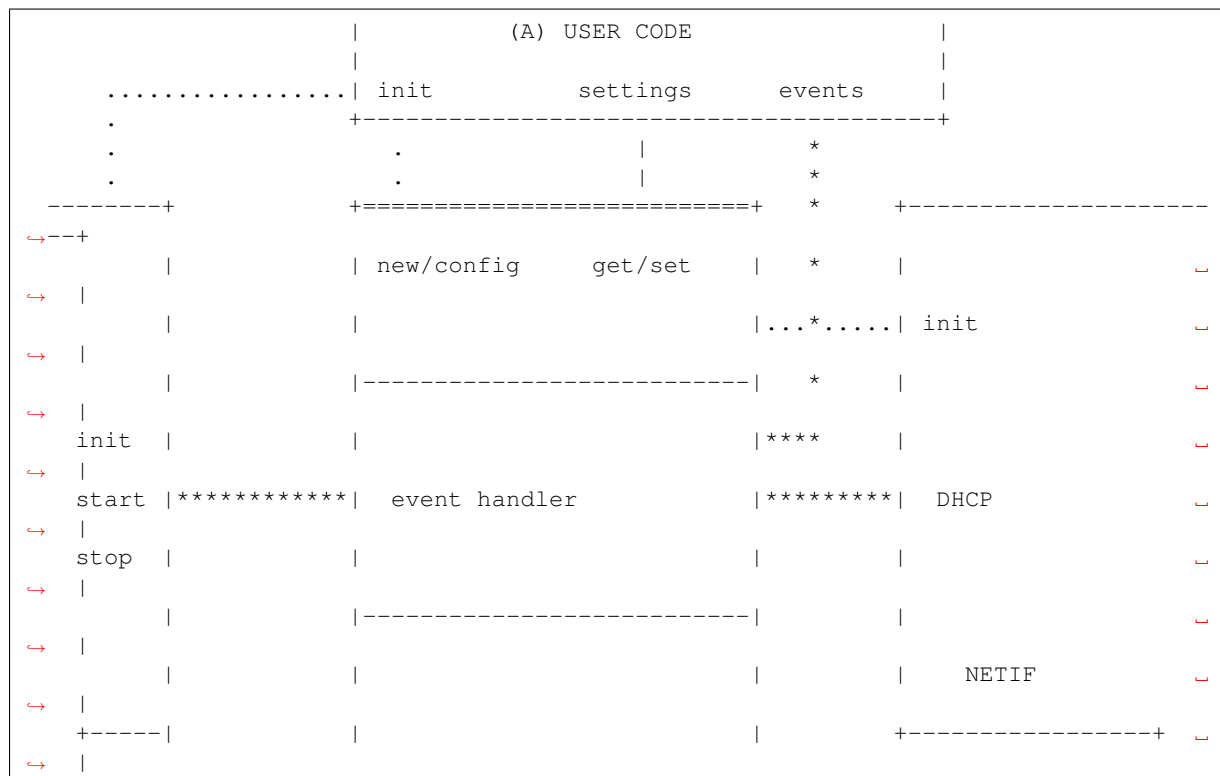 |          (A) USER CODE                 |
                         |                                        |
       .................| init          settings      events     |
       .                +----------------------------------------+
       .                   .                |           *
       .                   .                |           *
   --------+            +===========================+   *     +---------------------
↪--+
           |            | new/config     get/set    |   *     |                     ␣
↪  |
           |            |                           |...*.....| init                ␣
↪  |
           |            |---------------------------|   *     |                     ␣
↪  |
     init  |            |                           |****     |                     ␣
↪  |
     start |************|  event handler            |*********|  DHCP               ␣
↪  |
     stop  |            |                           |         |                     ␣
↪  |
           |            |---------------------------|         |                     ␣
↪  |
           |            |                           |         |    NETIF            ␣
↪  |
     +-----|            |                           |         +-----------------+   ␣
↪  |